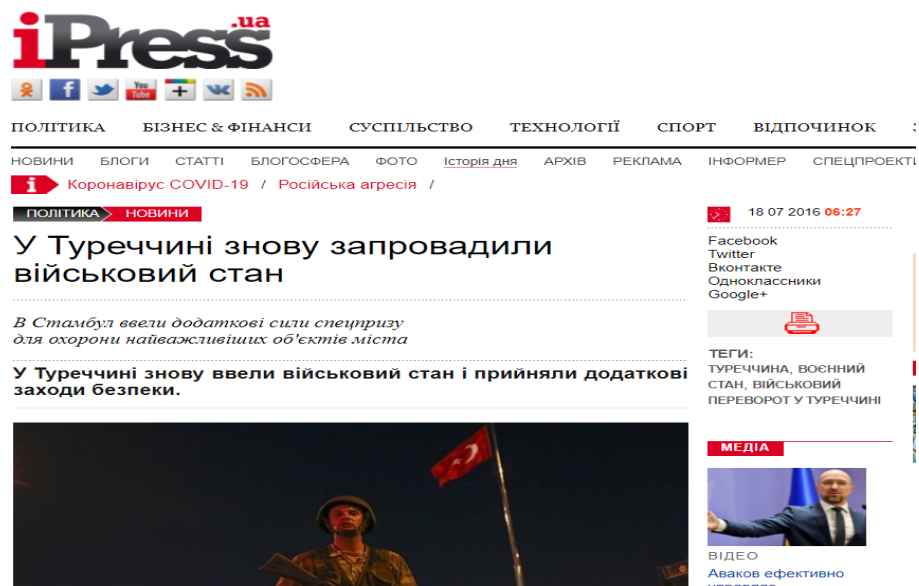 iPress.ua
You Tube
ПОЛІТИКА БІЗНЕС & ФІНАНСИ СУСПІЛЬСТВО ТЕХНОЛОГІЇ СПОРТ ВІДПОЧИНОК
НОВИНИ БЛОГИ СТАТТІ БЛОГОСФЕРА ФОТО Історія дня АРХІВ РЕКЛАМА ІНФОРМЕР СПЕЦПРОЕКТИ
Коронавірус COVID-19 / Російська агресія /
ПОЛІТИКА НОВИНИ
У Туреччині знову запровадили
військовий стан
В Стамбул ввели додаткові сили спецпризу
для охорони найважливіших об'єктів міста
У Туреччині знову ввели військовий стан і прийняли додаткові
заходи безпеки.
18 07 2016 06:27
Facebook
Twitter
Вконтакте
Одноклассники
Google+
ТЕГИ:
ТУРЕЧЧИНА, ВОЄННИЙ
СТАН, ВІЙСЬКОВИЙ
ПЕРЕВОРОТ У ТУРЕЧЧИНІ
МЕДІА
ВІДЕО
Аваков ефективно